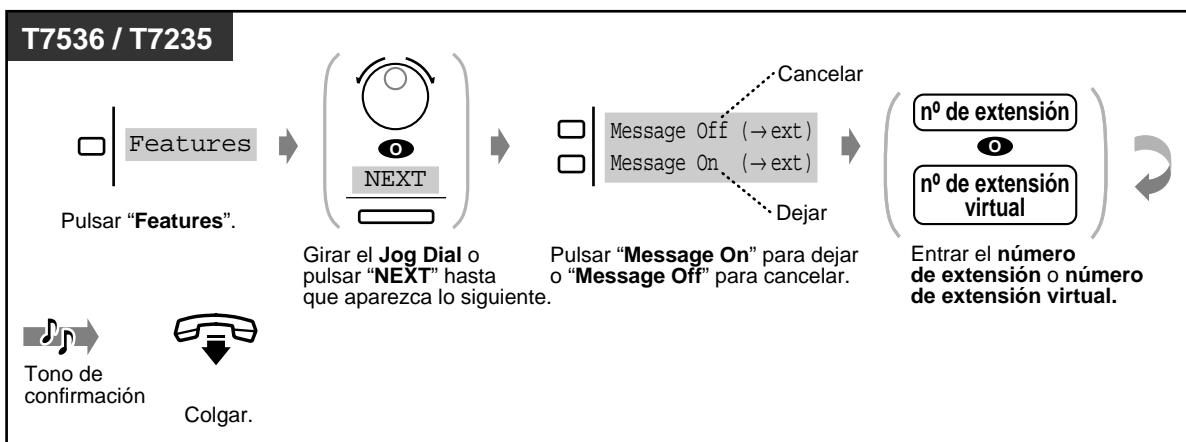 T7536 / T7235
Features
Pulsar “Features”.
O
NEXT
Girar el Jog Dial o
pulsar “NEXT” hasta
que aparezca lo siguiente.
Cancelar
Message Off (→ext)
Message On (→ext)
Dejar
Pulsar “Message On” para dejar
o “Message Off” para cancelar.
nº de extensión
O
nº de extensión
virtual
Entrar el número
de extensión o número
de extensión virtual.
Tono de
confirmación
Colgar.